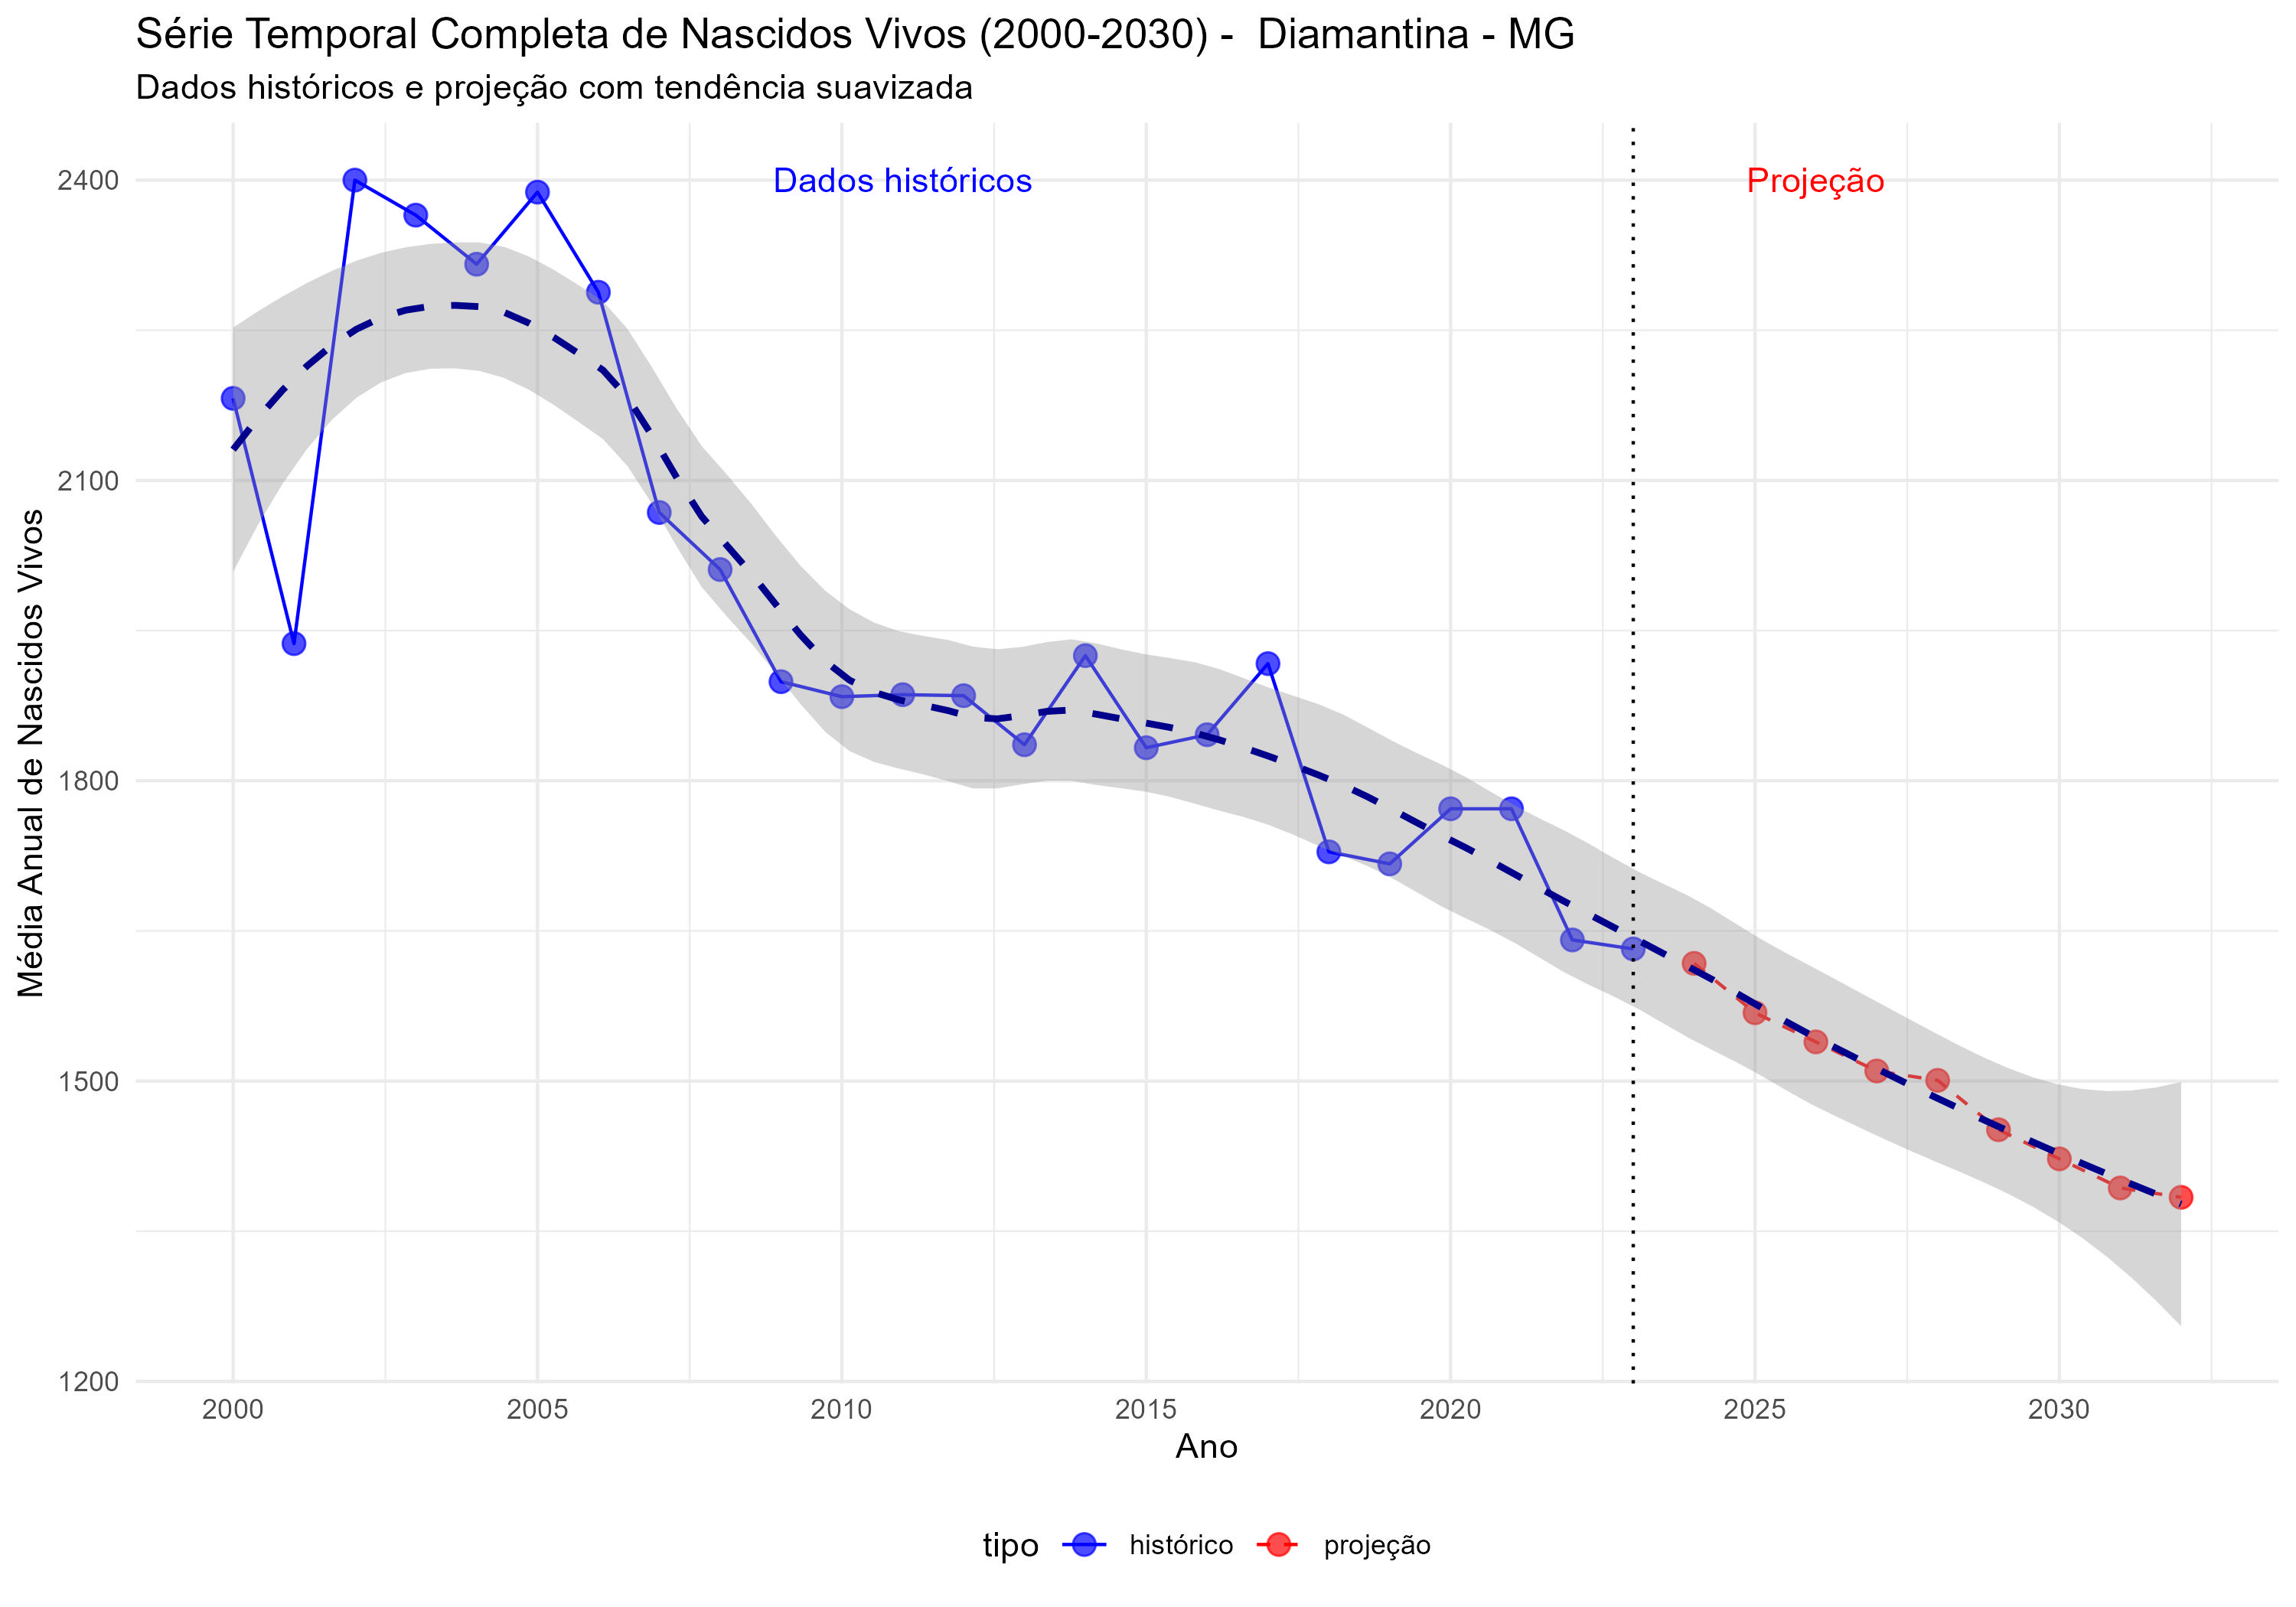 Série Temporal Completa de Nascidos Vivos (2000-2030) -  Diamantina - MG
Dados históricos e projeção com tendência suavizada
Dados históricos
Projeção
2400
2100
1800
1500
1200
Média Anual de Nascidos Vivos
2000 2005 2010 2015 2020 2025 2030
Ano
tipo histórico projeção